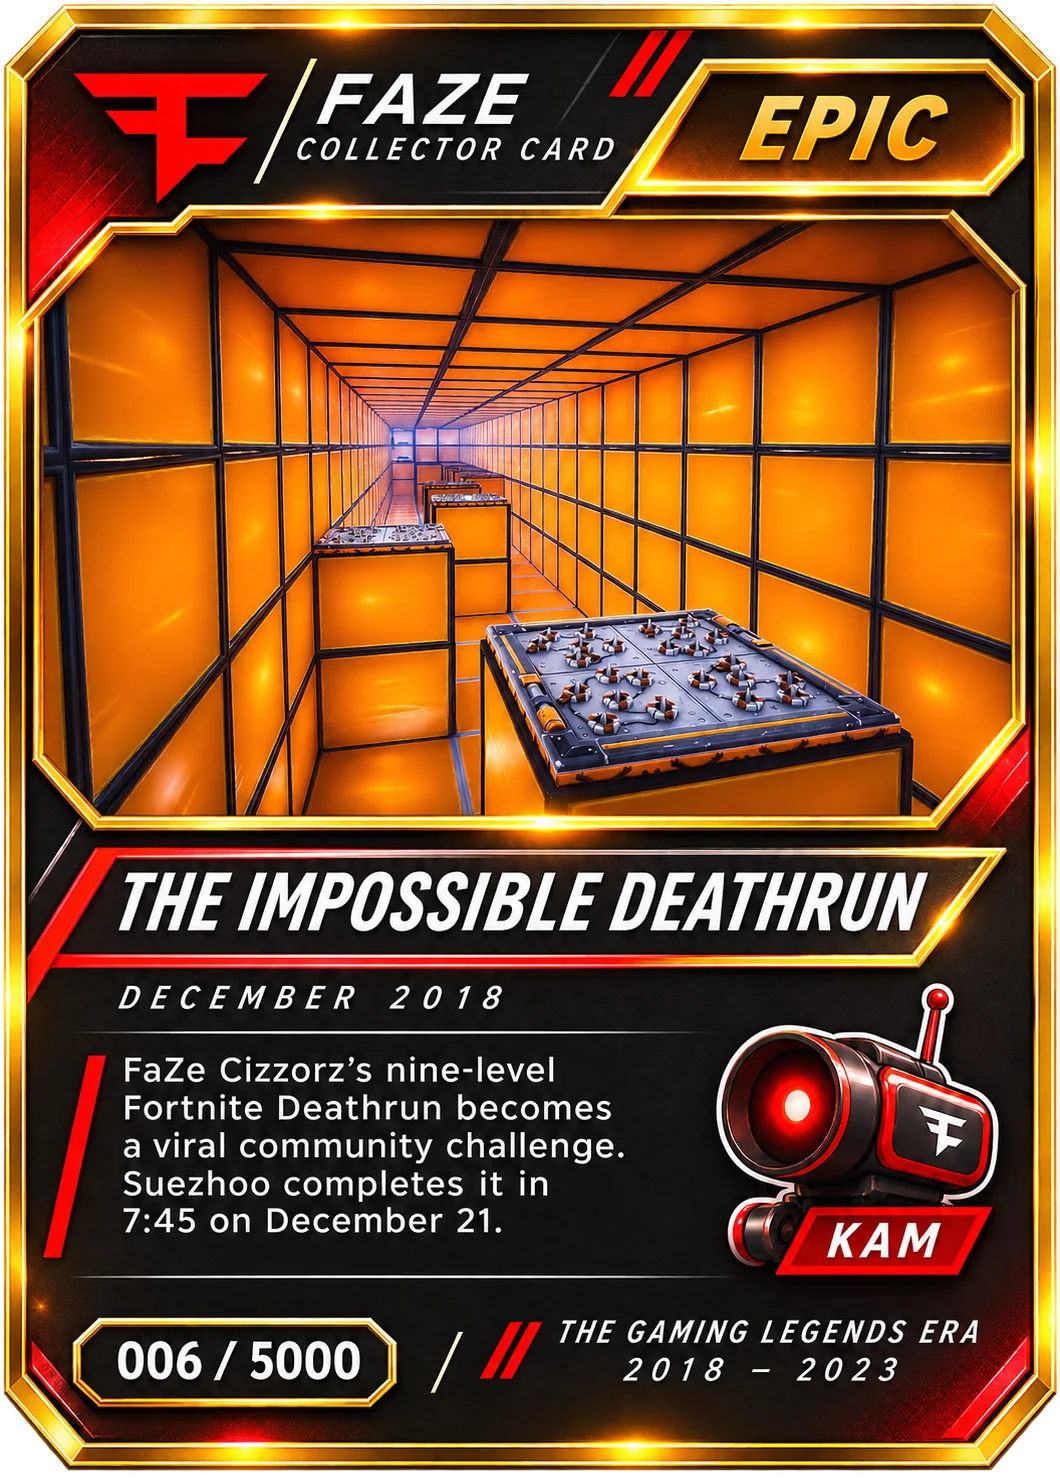 FAZE
COLLECTOR CARD
EPIC
THE IMPOSSIBLE DEATHRUN
DECEMBER 2018
FaZe Cizzorz’s nine-level
Fortnite Deathrun becomes
a viral community challenge.
Suezhoo completes it in
7:45 on December 21.
KAM
006 / 5000
THE GAMING LEGENDS ERA
2018 – 2023